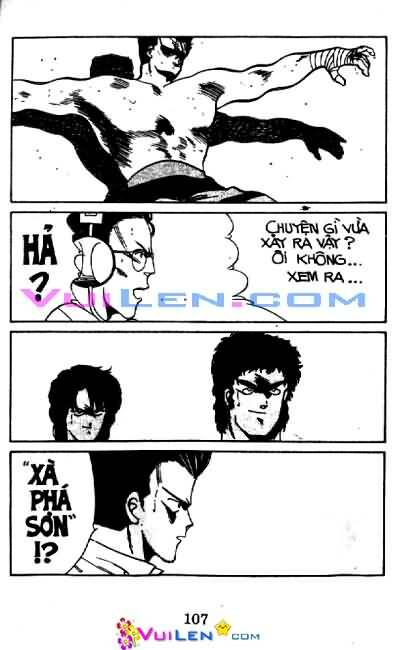 CHUYỆN GÌ VỪA
XẢY RA VẬY?
ÔI KHÔNG...
XEM RA...
HẢ
?
VUILEN.COM
"XÀ
PHÁ
SƠN"
!?
107
VUILEN.COM